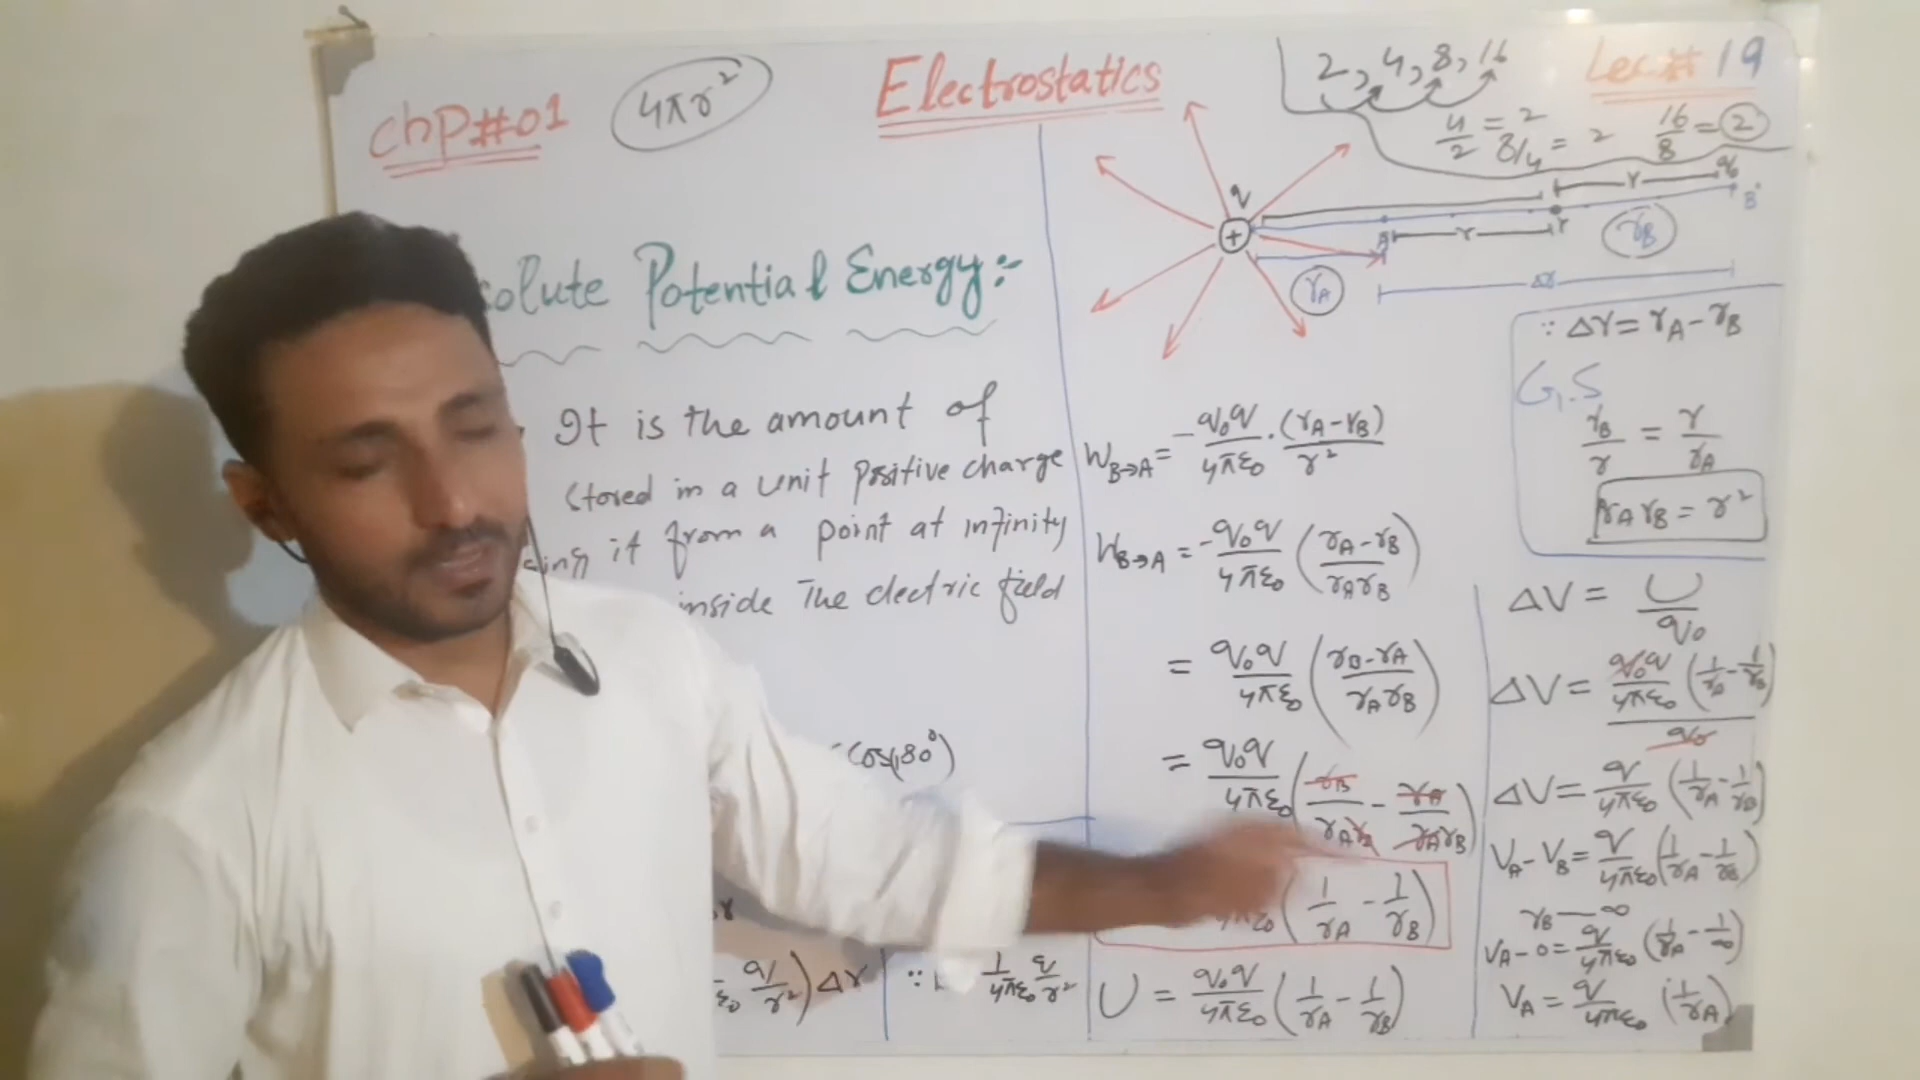 chp#01
4πr²
Electrostatics
Lec# 19
2, 4, 8, 16
4/2 = 2
8/4 = 2
16/8 = 2
Potential Energy:-
It is the amount of
stored in a unit positive charge
it from a point at infinity
inside The electric field
Cos180°
q/r²) Δr
∵ 1/4πε₀ q/r²
q
+
A
r
r
r
q₀
B
r_A
r_B
Δr
W_B→A = -q₀q/4πε₀ . (r_A - r_B)/r²
W_B→A = -q₀q/4πε₀ (r_A - r_B/r_A r_B)
= q₀q/4πε₀ (r_B - r_A/r_A r_B)
= q₀q/4πε₀ (r_B/r_A r_B - r_A/r_A r_B)
4πε₀ (1/r_A - 1/r_B)
U = q₀q/4πε₀ (1/r_A - 1/r_B)
∵ Δr = r_A - r_B
G.S
r_B/r = r/r_A
r_A r_B = r²
ΔV = U/q₀
ΔV = q₀q/4πε₀ (1/r_A - 1/r_B)/q₀
ΔV = q/4πε₀ (1/r_A - 1/r_B)
V_A - V_B = q/4πε₀ (1/r_A - 1/r_B)
r_B — ∞
V_A - 0 = q/4πε₀ (1/r_A - 1/∞)
V_A = q/4πε₀ (1/r_A)